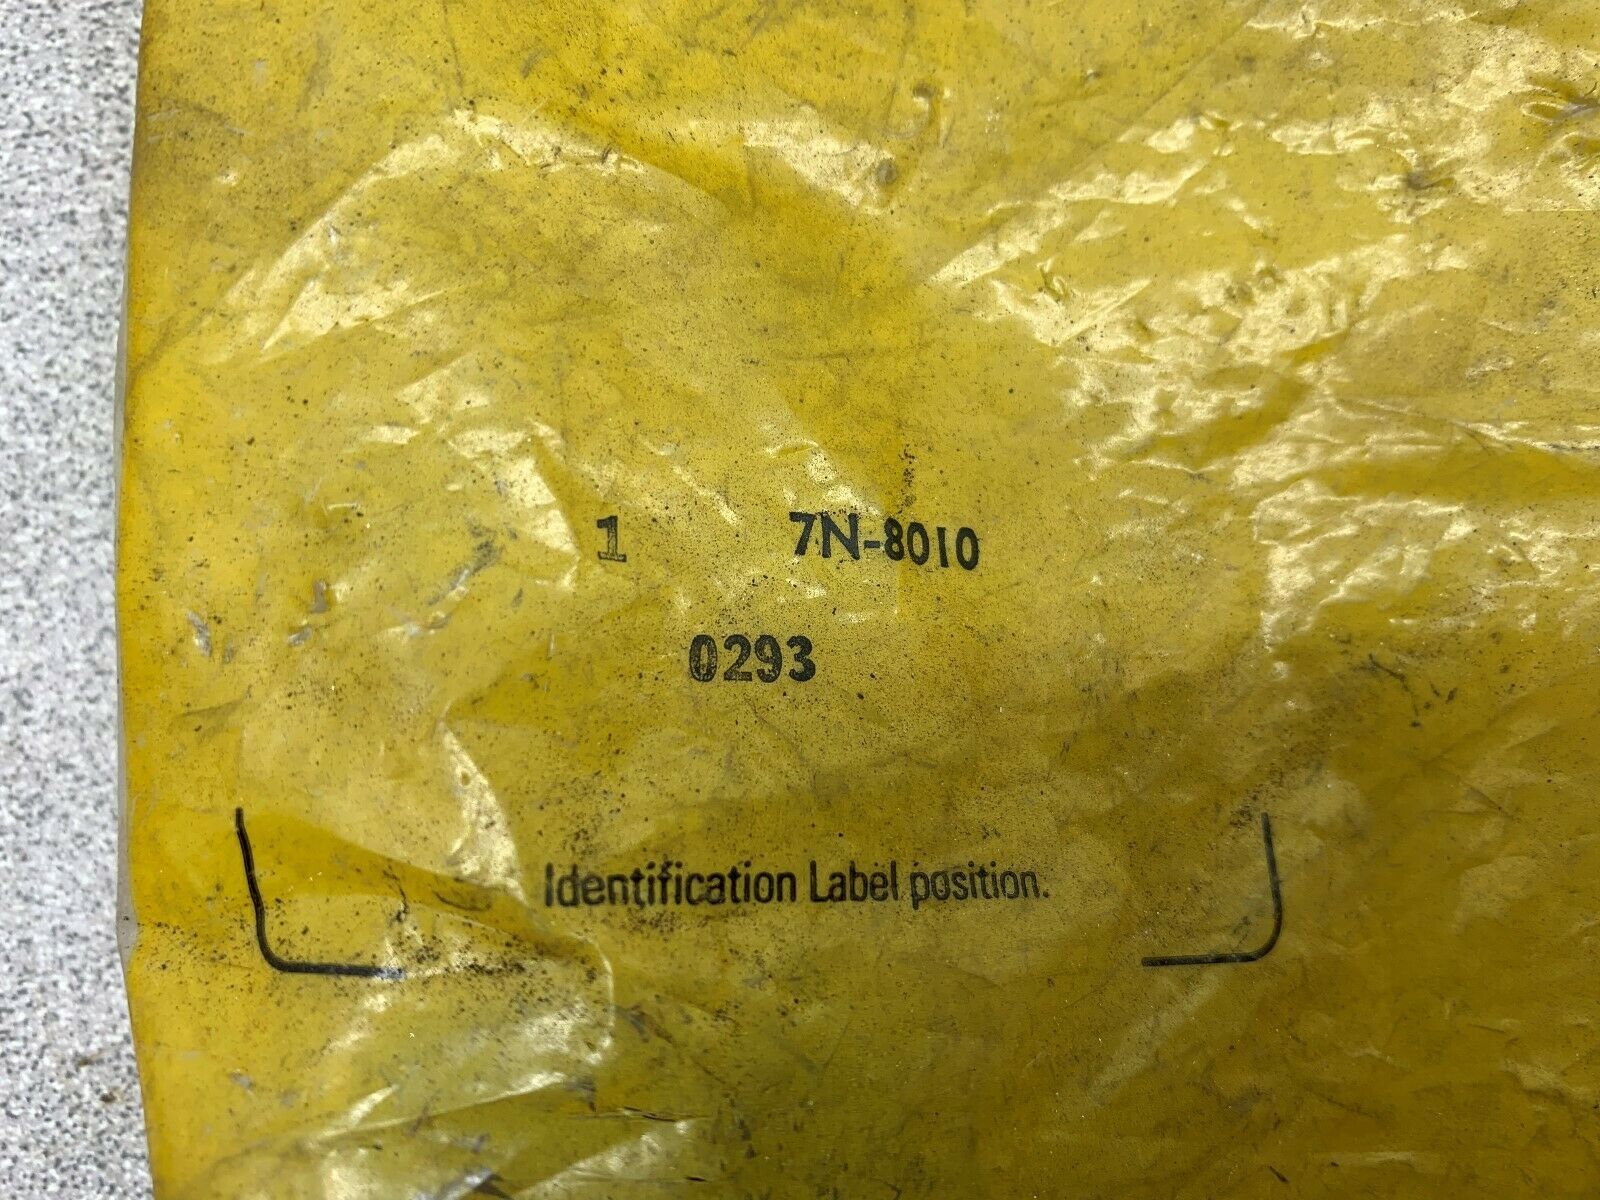 1 7N-8010
0293
Identification Label position.